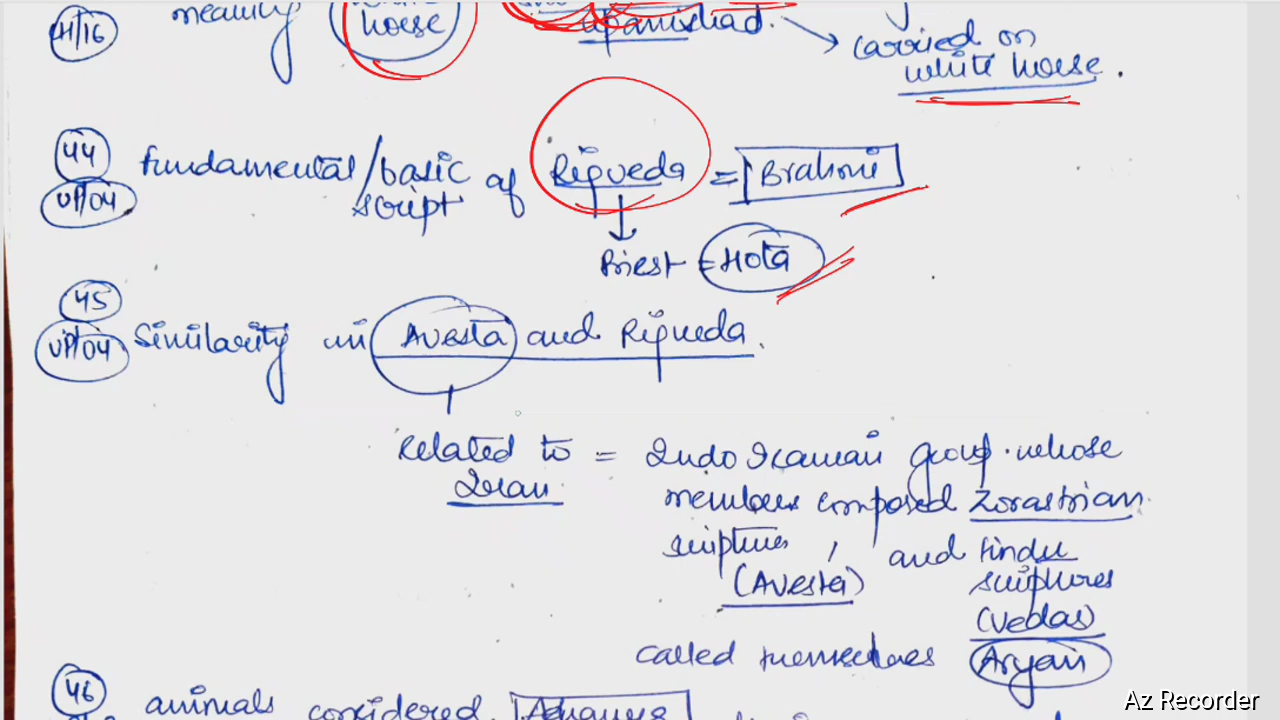 41/16 meaning horse Upanishad. carried on
white horse.
44 fundamental/basic of Rigveda = Brahmi
UP/04 script
Priest = Hota
45
UP/04 Similarity in Avesta and Rigveda.
Related to = Indo Iranian group whose
Iran members composed Zorastrian
scriptures, and Hindu
(Avesta) scriptures
(Vedas)
called themselves Aryan
46 animals considered
Az Recorder